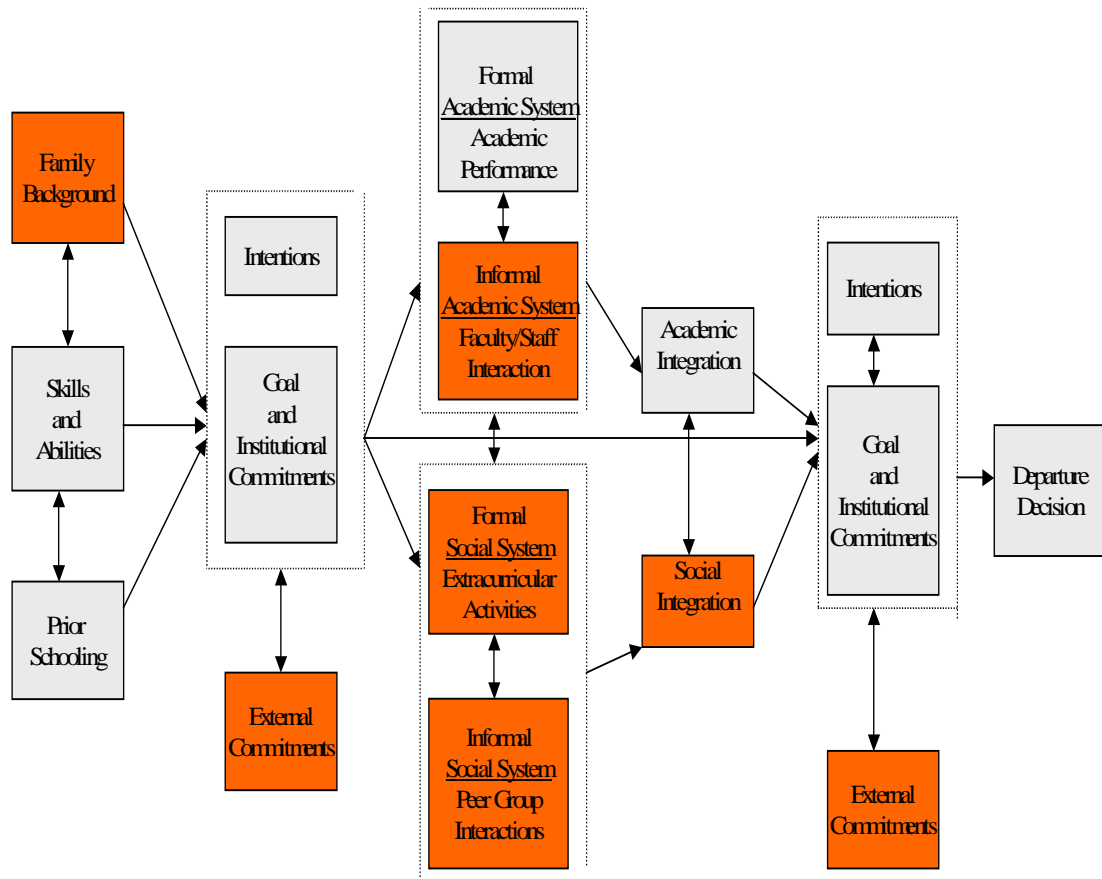 Family
Background
Skills
and
Abilities
Prior
Schooling
Intentions
Goal
and
Institutional
Commitments
External
Commitments
Formal
Academic System
Academic
Performance
Informal
Academic System
Faculty/Staff
Interaction
Formal
Social System
Extracurricular
Activities
Informal
Social System
Peer Group
Interactions
Academic
Integration
Social
Integration
Intentions
Goal
and
Institutional
Commitments
External
Commitments
Departure
Decision